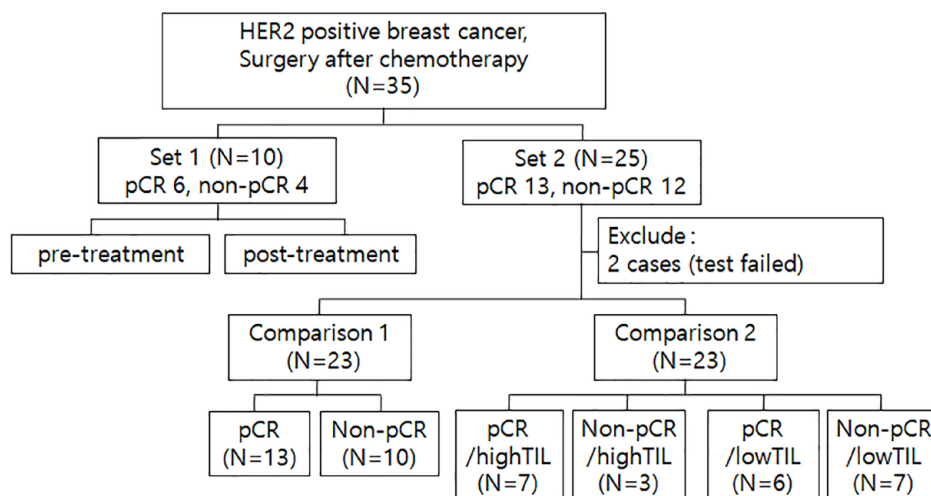 HER2 positive breast cancer,
Surgery after chemotherapy
(N=35)
Set 1 (N=10)
pCR 6, non-pCR 4
Set 2 (N=25)
pCR 13, non-pCR 12
pre-treatment
post-treatment
Exclude :
2 cases (test failed)
Comparison 1
(N=23)
Comparison 2
(N=23)
pCR
(N=13)
Non-pCR
(N=10)
pCR
/highTIL
(N=7)
Non-pCR
/highTIL
(N=3)
pCR
/lowTIL
(N=6)
Non-pCR
/lowTIL
(N=7)